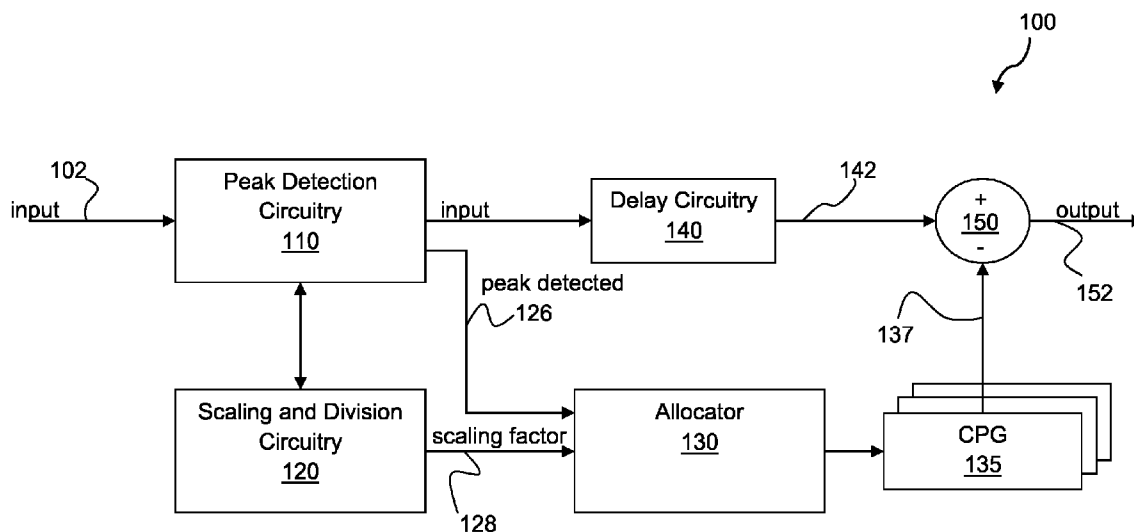 100
102
input
Peak Detection
Circuitry
110
input
Delay Circuitry
140
142
+
150
-
output
152
peak detected
126
137
Scaling and Division
Circuitry
120
scaling factor
128
Allocator
130
CPG
135